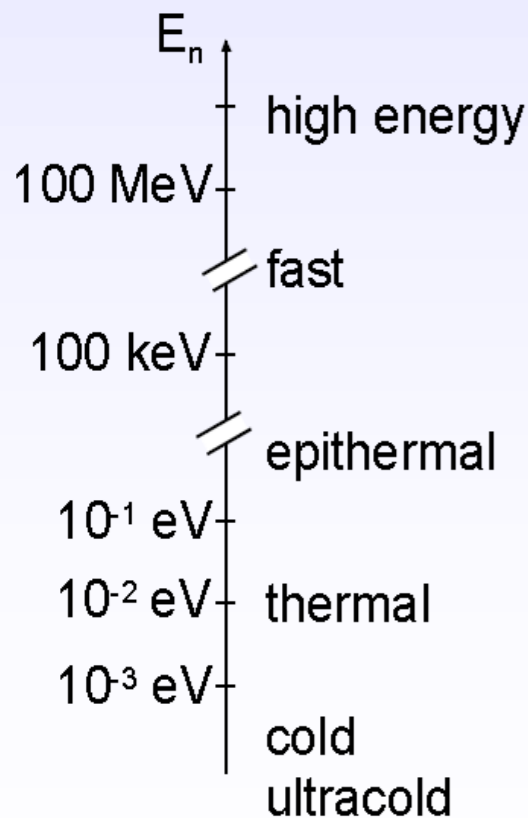 Eₙ
high energy
100 MeV
fast
100 keV
epithermal
10⁻¹ eV
10⁻² eV thermal
10⁻³ eV
cold
ultracold